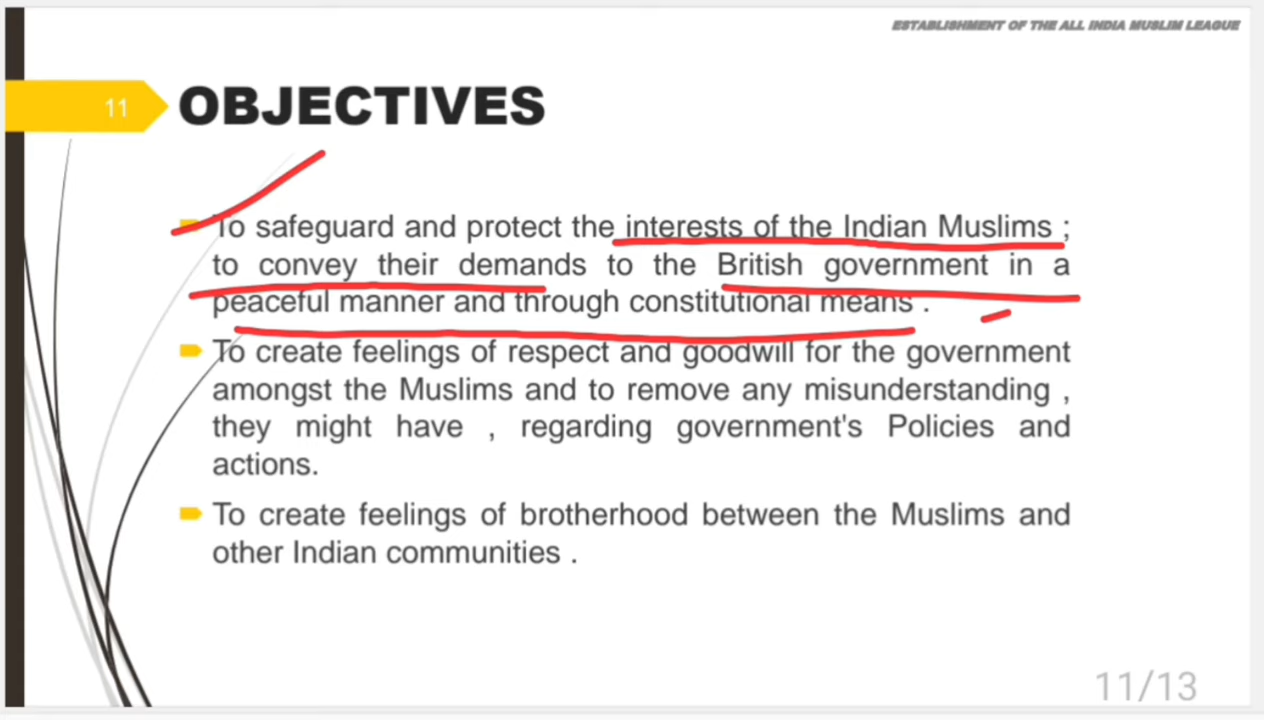 ESTABLISHMENT OF THE ALL INDIA MUSLIM LEAGUE
11
OBJECTIVES
To safeguard and protect the interests of the Indian Muslims ;
to convey their demands to the British government in a
peaceful manner and through constitutional means .
To create feelings of respect and goodwill for the government
amongst the Muslims and to remove any misunderstanding ,
they might have , regarding government's Policies and
actions.
To create feelings of brotherhood between the Muslims and
other Indian communities .
11/13